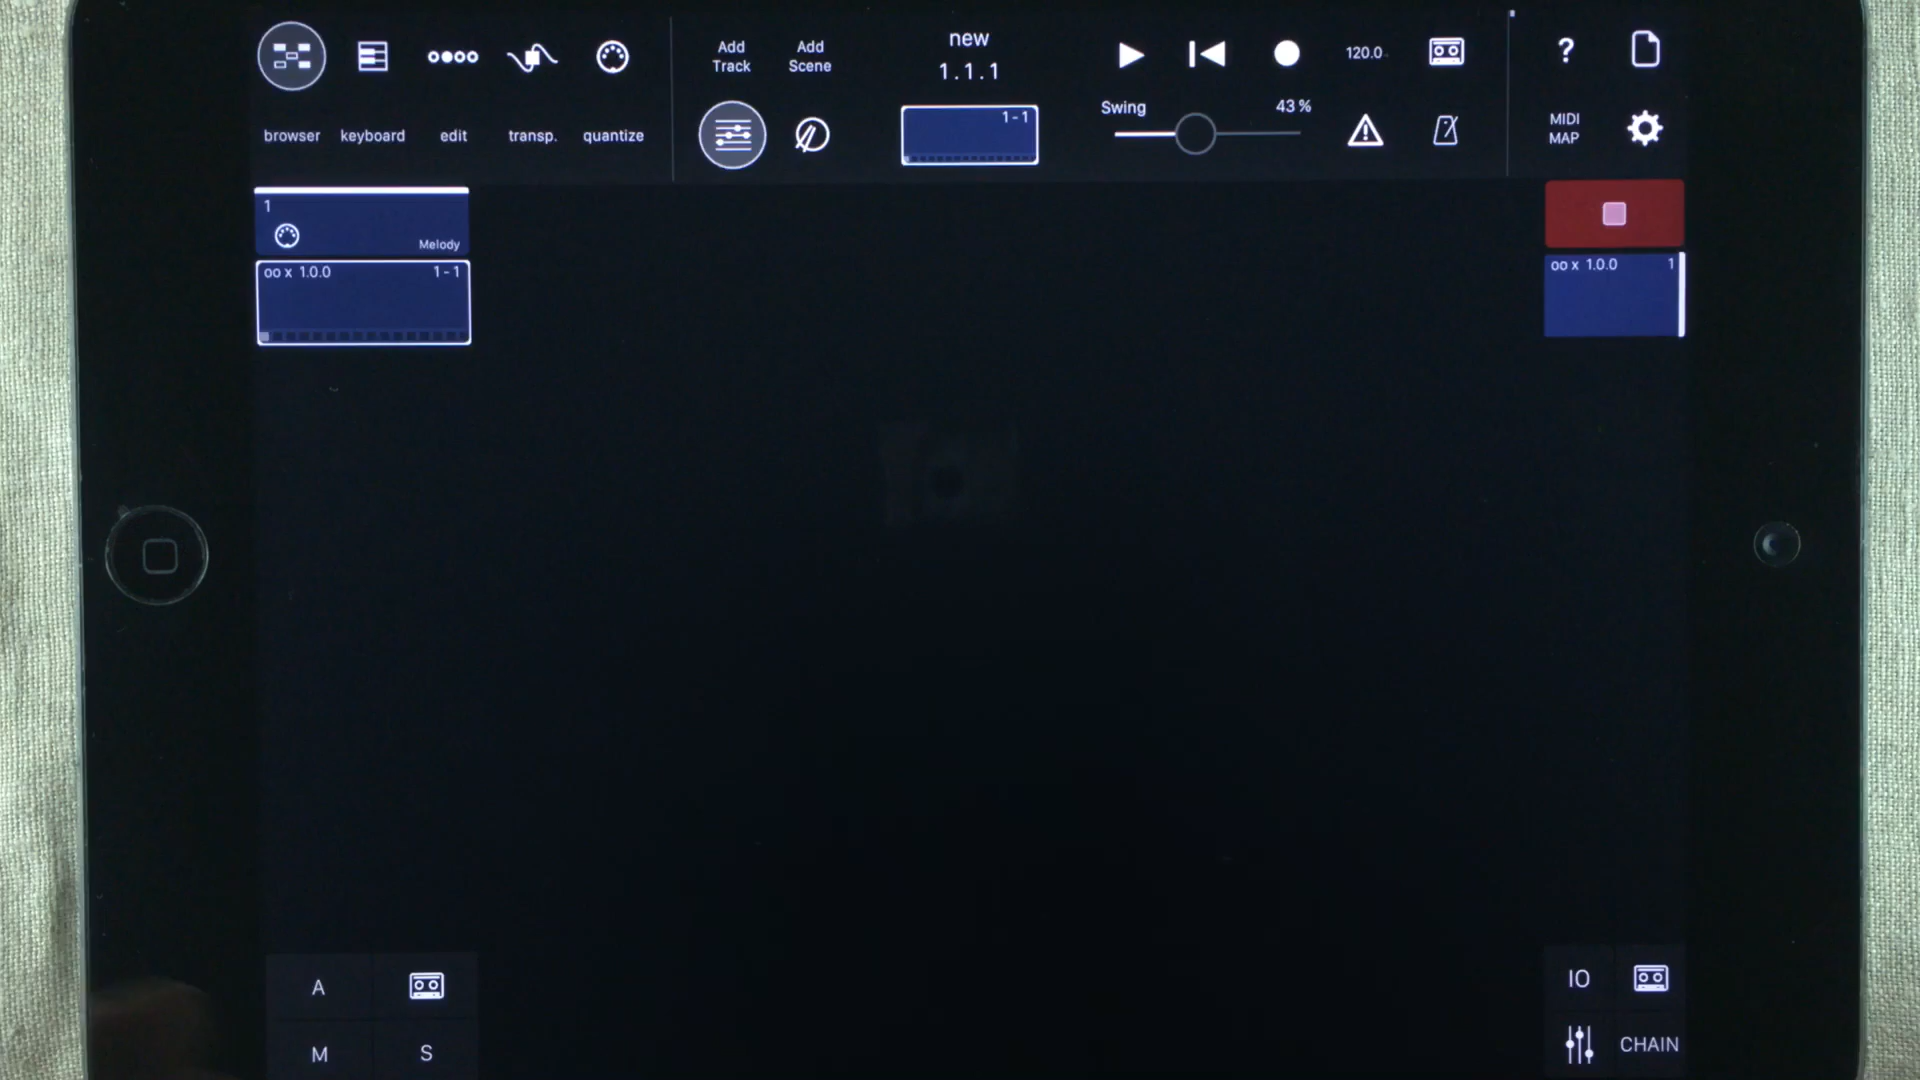 browser keyboard edit transp. quantize
Add Track
Add Scene
new
1.1.1
1 - 1
Swing 43 %
120.0
?
MIDI MAP
1
Melody
oo x 1.0.0 1 - 1
oo x 1.0.0 1
A
M S
IO
CHAIN